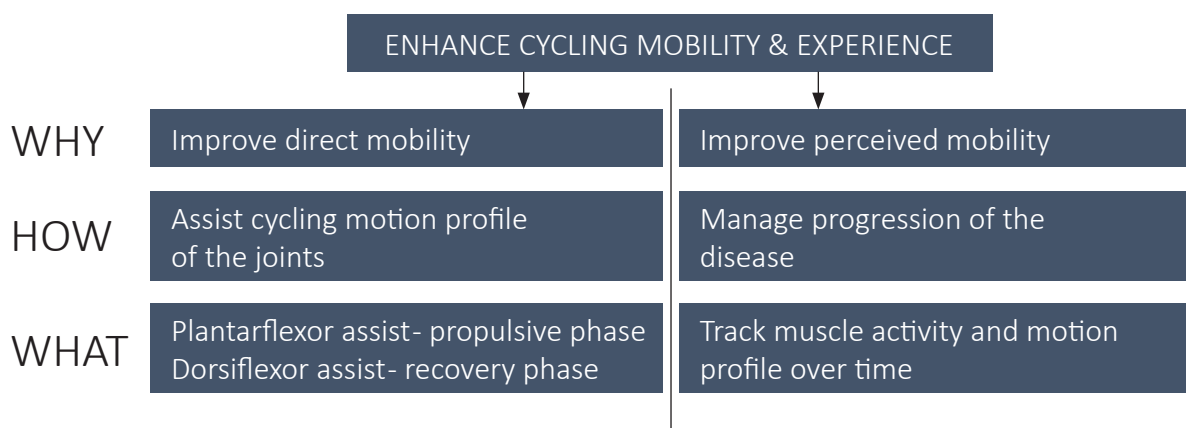 ENHANCE CYCLING MOBILITY & EXPERIENCE
WHY
Improve direct mobility
Improve perceived mobility
HOW
Assist cycling motion profile
of the joints
Manage progression of the
disease
WHAT
Plantarflexor assist- propulsive phase
Dorsiflexor assist- recovery phase
Track muscle activity and motion
profile over time